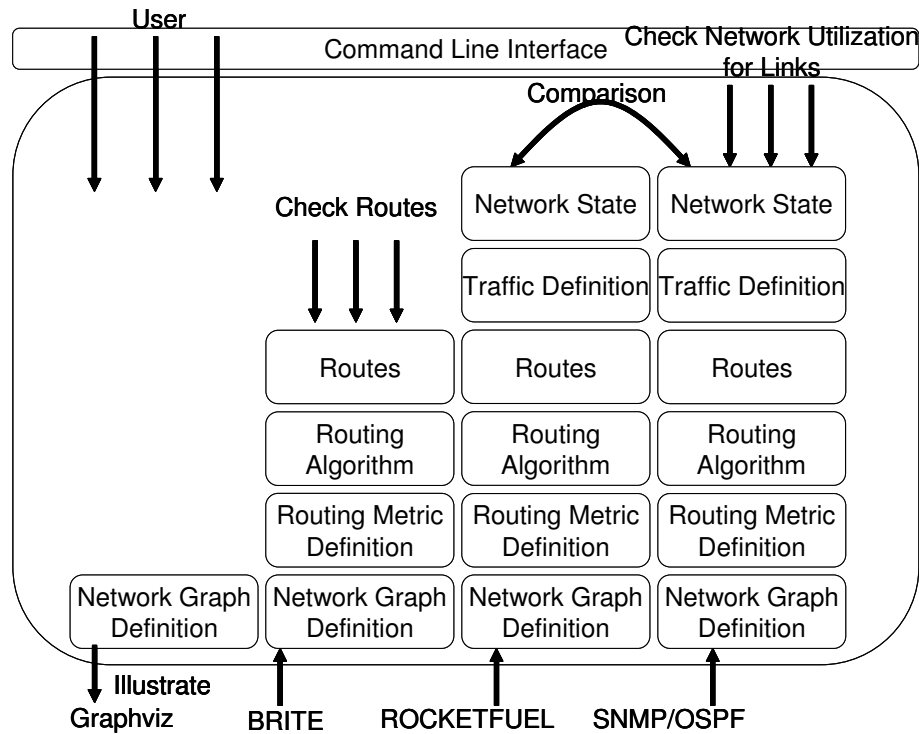 User
Command Line Interface
Check Network Utilization
for Links
Comparison
Check Routes
Network State
Network State
Traffic Definition
Traffic Definition
Routes
Routes
Routes
Routing
Algorithm
Routing
Algorithm
Routing
Algorithm
Routing Metric
Definition
Routing Metric
Definition
Routing Metric
Definition
Network Graph
Definition
Network Graph
Definition
Network Graph
Definition
Network Graph
Definition
Illustrate
Graphviz
BRITE
ROCKETFUEL
SNMP/OSPF